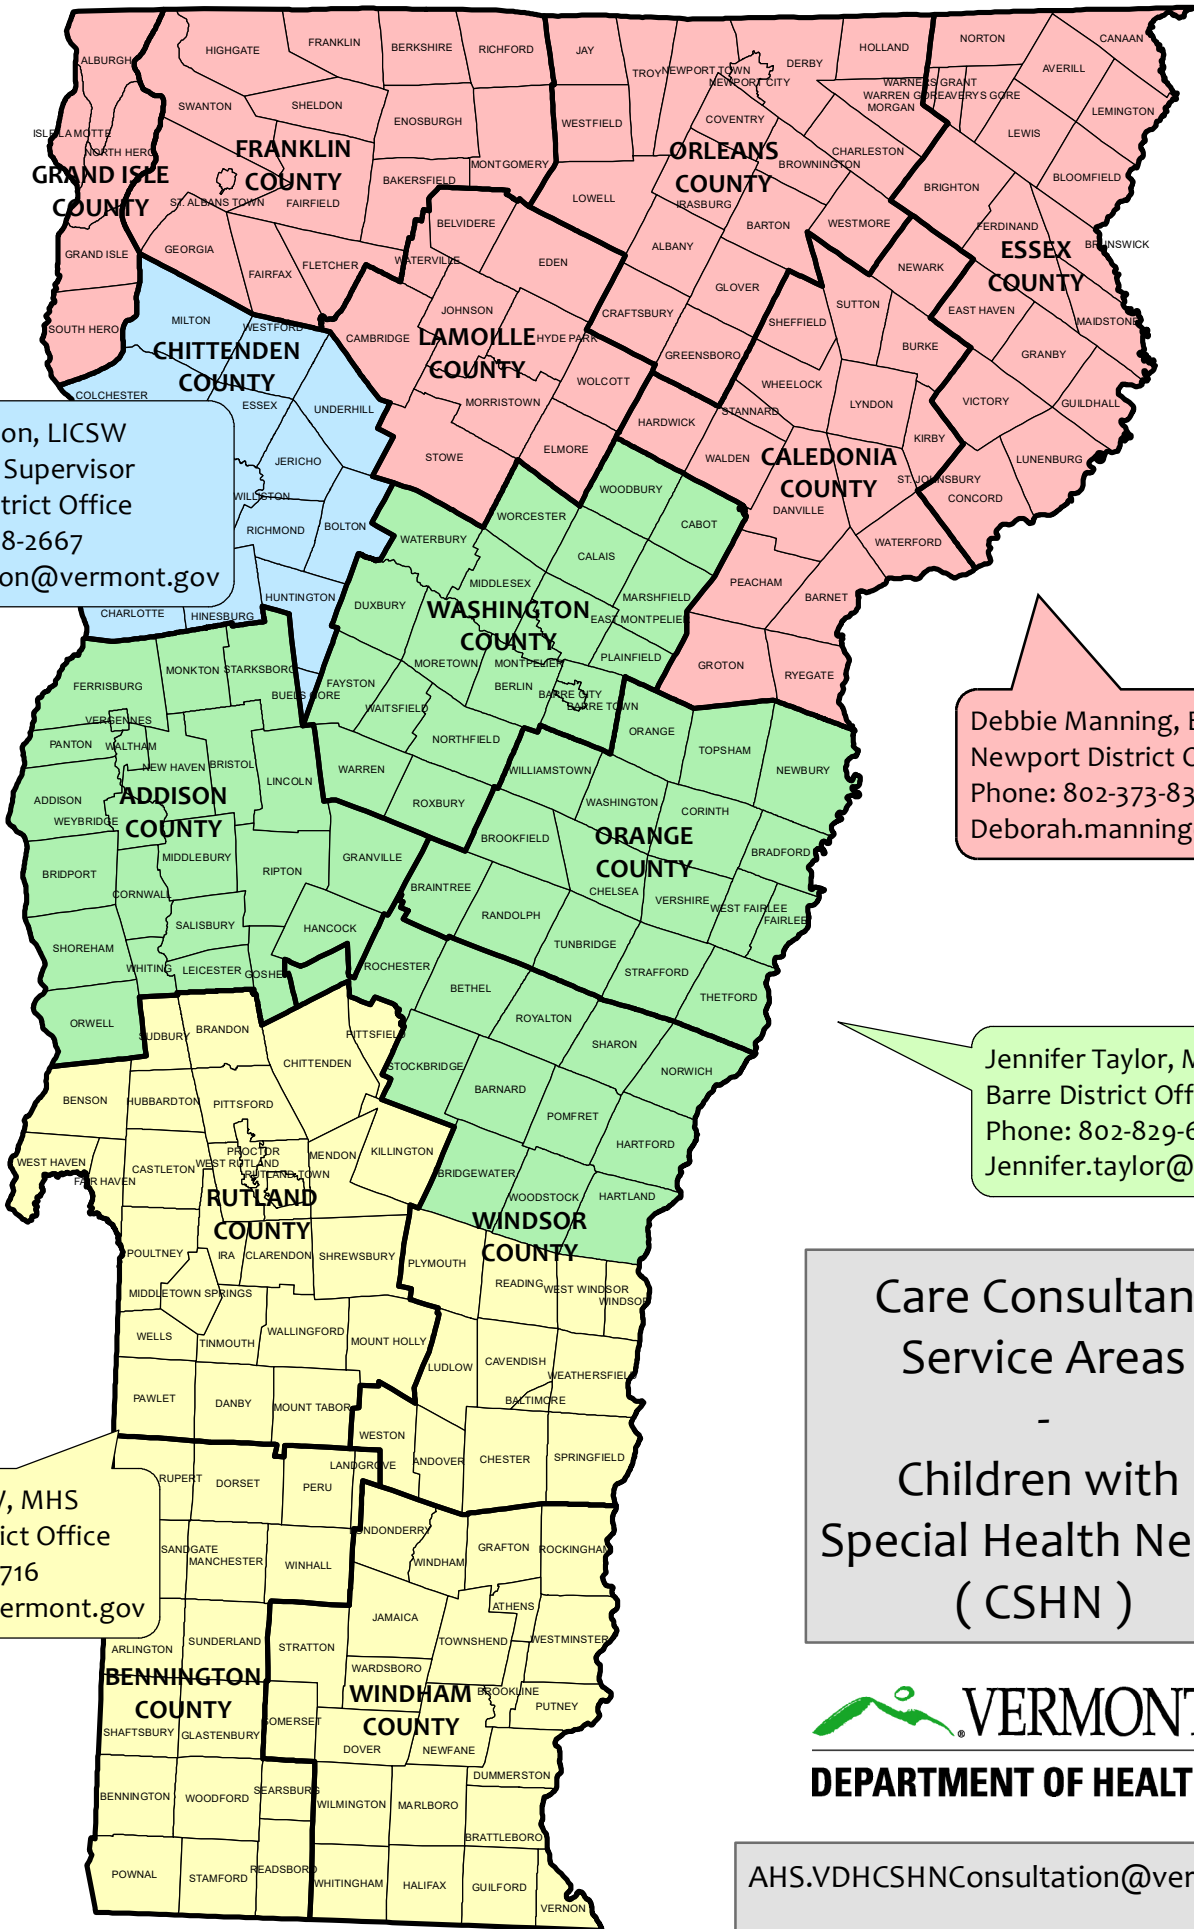 ALBURGH
HIGHGATE
FRANKLIN
BERKSHIRE
RICHFORD
JAY
TROY
NEWPORT TOWN
NEWPORT CITY
DERBY
HOLLAND
NORTON
CANAAN
AVERILL
WARNERS GRANT
WARREN GORE
AVERYS GORE
MORGAN
LEMINGTON
SWANTON
SHELDON
ENOSBURGH
WESTFIELD
COVENTRY
LEWIS
ISLE LA MOTTE
NORTH HERO
MONTGOMERY
CHARLESTON
BROWNINGTON
FRANKLIN
COUNTY
ORLEANS
COUNTY
GRAND ISLE
COUNTY
BAKERSFIELD
BLOOMFIELD
BRIGHTON
ST. ALBANS TOWN
FAIRFIELD
LOWELL
IRASBURG
BARTON
WESTMORE
FERDINAND
BRUNSWICK
ESSEX
COUNTY
GRAND ISLE
GEORGIA
FAIRFAX
FLETCHER
BELVIDERE
WATERVILLE
EDEN
ALBANY
GLOVER
NEWARK
SOUTH HERO
MILTON
WESTFORD
CAMBRIDGE
JOHNSON
HYDE PARK
CRAFTSBURY
SHEFFIELD
SUTTON
EAST HAVEN
MAIDSTONE
CHITTENDEN
COUNTY
LAMOILLE
COUNTY
GREENSBORO
BURKE
GRANBY
COLCHESTER
ESSEX
UNDERHILL
MORRISTOWN
WOLCOTT
WHEELOCK
STANNARD
LYNDON
VICTORY
GUILDHALL
HARDWICK
KIRBY
STOWE
ELMORE
WALDEN
CALEDONIA
COUNTY
LUNENBURG
JERICHO
ST. JOHNSBURY
CONCORD
on, LICSW
Supervisor
trict Office
8-2667
on@vermont.gov
WILLISTON
RICHMOND
BOLTON
WOODBURY
WORCESTER
CABOT
DANVILLE
WATERFORD
WATERBURY
CALAIS
MIDDLESEX
PEACHAM
BARNET
CHARLOTTE
HINESBURG
HUNTINGTON
DUXBURY
MARSHFIELD
EAST MONTPELIE
WASHINGTON
COUNTY
MORETOWN
MONTPELIER
PLAINFIELD
GROTON
RYEGATE
FERRISBURG
MONKTON
STARKSBORO
BUELS GORE
FAYSTON
BERLIN
BARRE CITY
BARRE TOWN
WAITSFIELD
Debbie Manning, B
Newport District O
Phone: 802-373-83
Deborah.manning
VERGENNES
PANTON
WALTHAM
NEW HAVEN
BRISTOL
LINCOLN
WARREN
NORTHFIELD
WILLIAMSTOWN
ORANGE
TOPSHAM
NEWBURY
ADDISON
WEYBRIDGE
ADDISON
COUNTY
ROXBURY
WASHINGTON
CORINTH
BROOKFIELD
ORANGE
COUNTY
BRADFORD
BRIDPORT
MIDDLEBURY
RIPTON
GRANVILLE
BRAINTREE
CHELSEA
VERSHIRE
WEST FAIRLEE
FAIRLEE
CORNWALL
SALISBURY
HANCOCK
RANDOLPH
TUNBRIDGE
SHOREHAM
WHITING
LEICESTER
GOSHE
ROCHESTER
BETHEL
STRAFFORD
THETFORD
ORWELL
SUDBURY
BRANDON
PITTSFIELD
ROYALTON
SHARON
NORWICH
CHITTENDEN
STOCKBRIDGE
BARNARD
Jennifer Taylor, M
Barre District Off
Phone: 802-829-6
Jennifer.taylor@
BENSON
HUBBARDTON
PITTSFORD
POMFRET
HARTFORD
WEST HAVEN
FAIR HAVEN
CASTLETON
PROCTOR
WEST RUTLAND
RUTLAND TOWN
MENDON
KILLINGTON
BRIDGEWATER
WOODSTOCK
HARTLAND
RUTLAND
COUNTY
WINDSOR
COUNTY
POULTNEY
IRA
CLARENDON
SHREWSBURY
PLYMOUTH
READING
WEST WINDSOR
WINDSOR
MIDDLETOWN SPRINGS
WELLS
TINMOUTH
WALLINGFORD
MOUNT HOLLY
LUDLOW
CAVENDISH
WEATHERSFIELD
BALTIMORE
Care Consultan
Service Areas
-
Children with
Special Health Ne
( CSHN )
PAWLET
DANBY
MOUNT TABOR
WESTON
ANDOVER
CHESTER
SPRINGFIELD
LANDGROVE
RUPERT
DORSET
PERU
, MHS
ict Office
716
ermont.gov
SANDGATE
MANCHESTER
WINHALL
ONDONDERRY
WINDHAM
GRAFTON
ROCKINGHAM
ATHENS
JAMAICA
TOWNSHEND
WESTMINSTER
ARLINGTON
SUNDERLAND
STRATTON
WARDSBORO
BROOKLINE
PUTNEY
BENNINGTON
COUNTY
WINDHAM
COUNTY
SHAFTSBURY
GLASTENBURY
SOMERSET
DOVER
NEWFANE
DUMMERSTON
VERMONT
DEPARTMENT OF HEALT
BENNINGTON
WOODFORD
SEARSBURG
WILMINGTON
MARLBORO
BRATTLEBORO
POWNAL
STAMFORD
READSBORO
WHITINGHAM
HALIFAX
GUILFORD
VERNON
AHS.VDHCSHNConsultation@ver